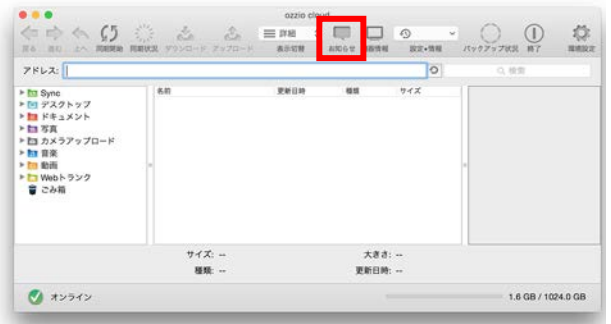 ozzio cloud
戻る 進む 上へ 同期開始 同期状況 ダウンロード アップロード 詳細 表示切替 お知らせ 画面情報 設定・情報 バックアップ状況 終了 環境設定
アドレス: 検索
名前 更新日時 種類 サイズ
Sync
デスクトップ
ドキュメント
写真
カメラアップロード
音楽
動画
Webトランク
ごみ箱
サイズ: -- 大きさ: --
種類: -- 更新日時: --
オンライン 1.6 GB / 1024.0 GB